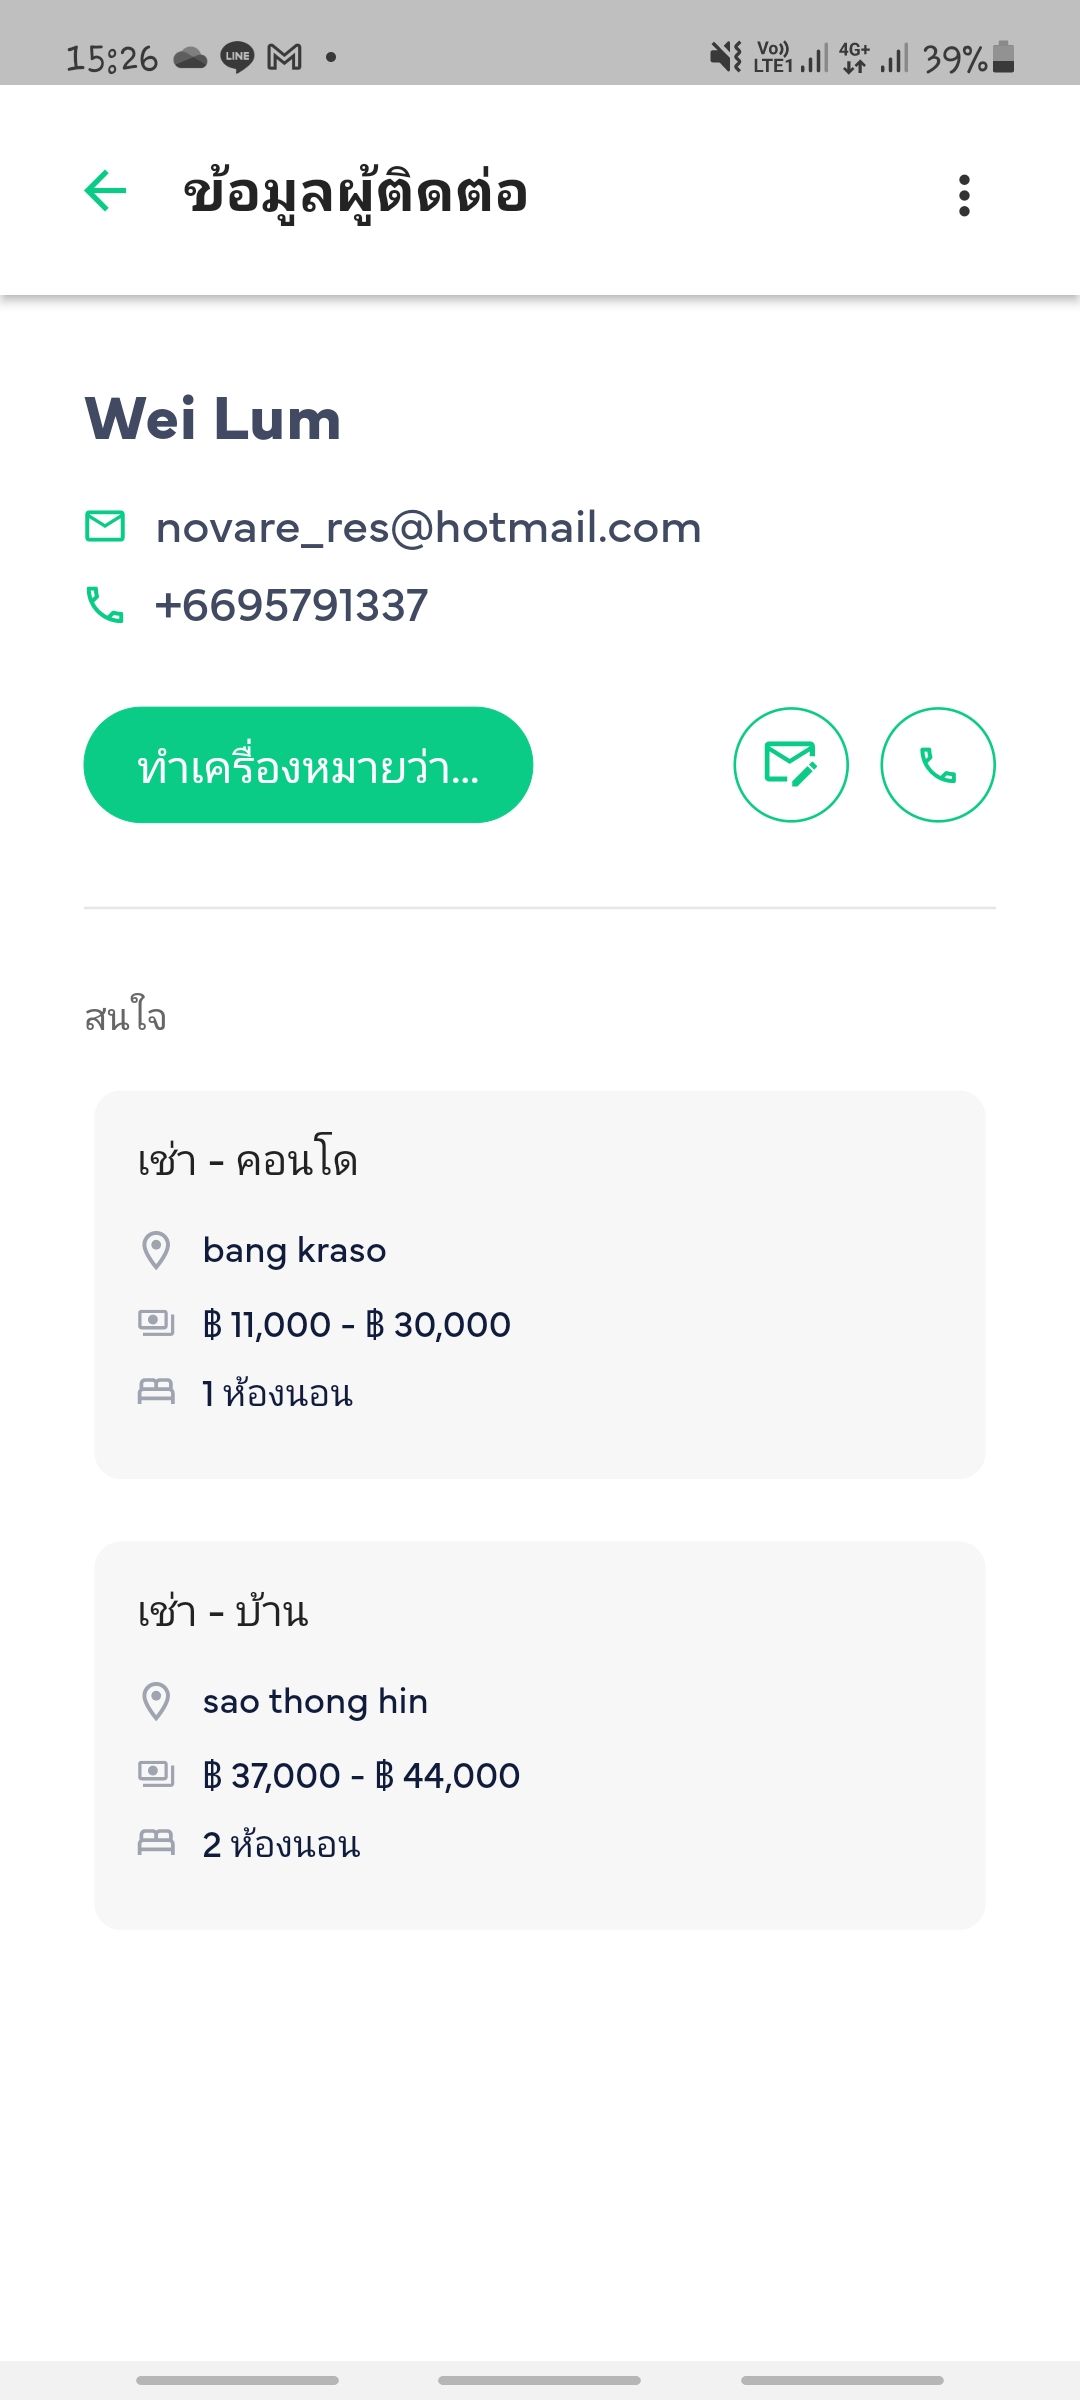 15:26 LINE Vo)) LTE1 4G+ 39%
ข้อมูลผู้ติดต่อ
Wei Lum
novare_res@hotmail.com
+6695791337
ทำเครื่องหมายว่า...
สนใจ
เช่า - คอนโด
bang kraso
฿ 11,000 - ฿ 30,000
1 ห้องนอน
เช่า - บ้าน
sao thong hin
฿ 37,000 - ฿ 44,000
2 ห้องนอน